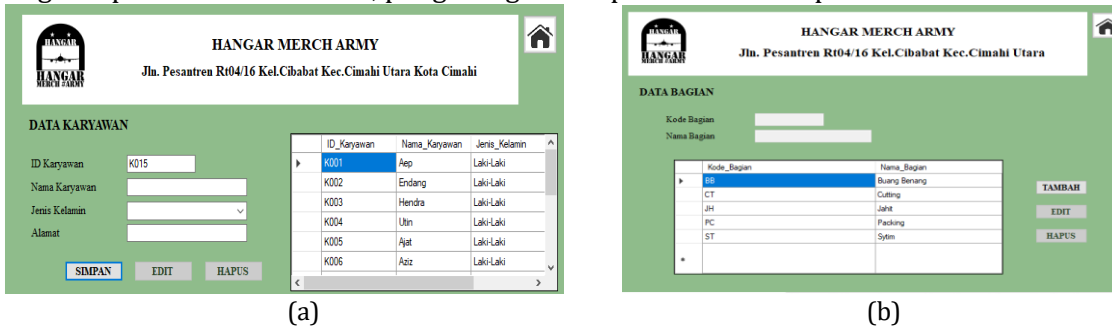 HANGAR
HANGAR
MERCH #ARMY
HANGAR MERCH ARMY
Jln. Pesantren Rt04/16 Kel.Cibabat Kec.Cimahi Utara Kota Cimahi
DATA KARYAWAN
ID Karyawan K015
Nama Karyawan
Jenis Kelamin
Alamat
SIMPAN EDIT HAPUS
ID_Karyawan Nama_Karyawan Jenis_Kelamin
K001 Aep Laki-Laki
K002 Endang Laki-Laki
K003 Hendra Laki-Laki
K004 Utin Laki-Laki
K005 Ajat Laki-Laki
K006 Aziz Laki-Laki
(a)
HANGAR
HANGAR
MERCH #ARMY
HANGAR MERCH ARMY
Jln. Pesantren Rt04/16 Kel.Cibabat Kec.Cimahi Utara
DATA BAGIAN
Kode Bagian
Nama Bagian
Kode_Bagian Nama_Bagian
BB Buang Benang
CT Cutting
JH Jahit
PC Packing
ST Sytim
TAMBAH
EDIT
HAPUS
(b)